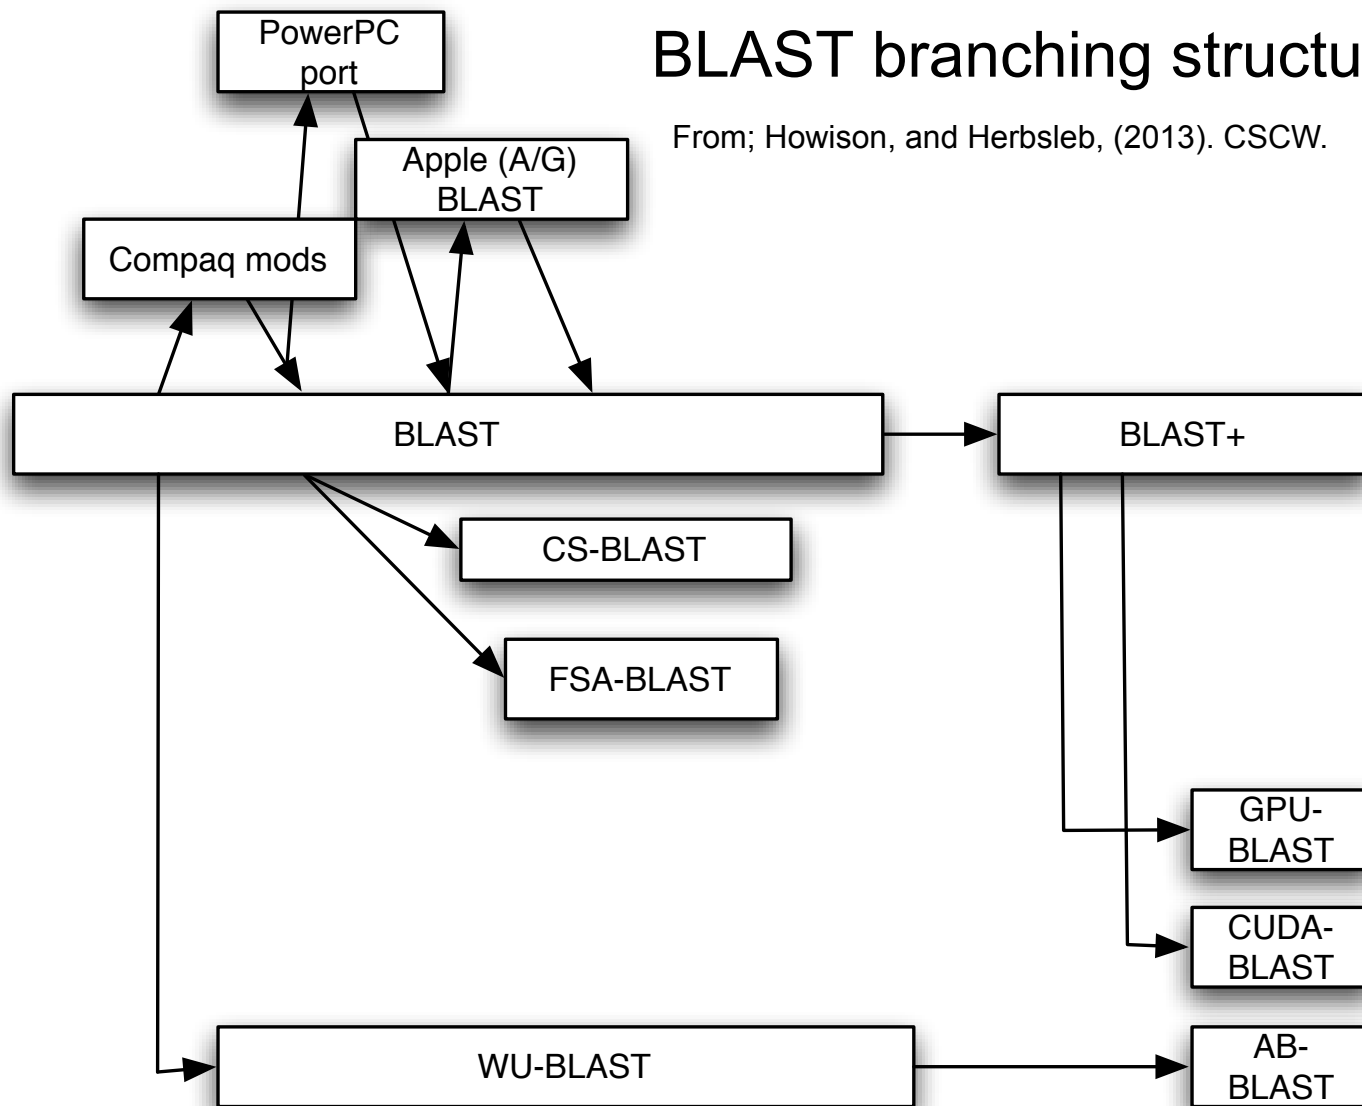 PowerPC
port
BLAST branching structu
From; Howison, and Herbsleb, (2013). CSCW.
Apple (A/G)
BLAST
Compaq mods
BLAST
BLAST+
CS-BLAST
FSA-BLAST
GPU-
BLAST
CUDA-
BLAST
WU-BLAST
AB-
BLAST